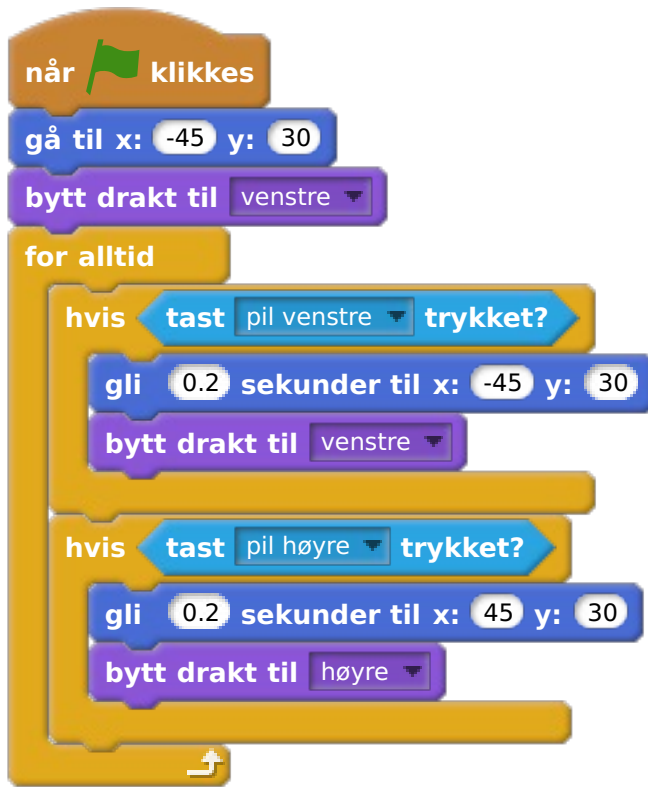 når klikkes
gå til x: -45 y: 30
bytt drakt til venstre
for alltid
hvis tast pil venstre trykket?
gli 0.2 sekunder til x: -45 y: 30
bytt drakt til venstre
hvis tast pil høyre trykket?
gli 0.2 sekunder til x: 45 y: 30
bytt drakt til høyre